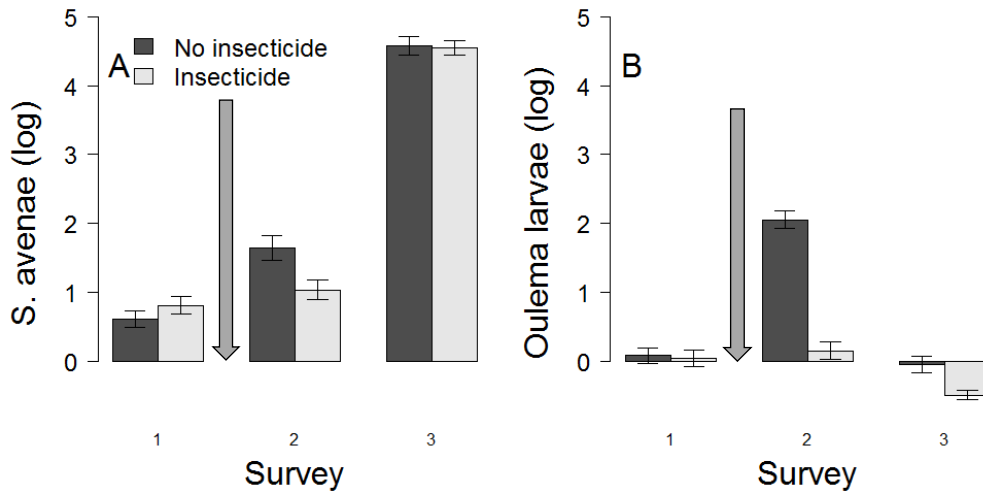 A
No insecticide
Insecticide
S. avenae (log)
5
4
3
2
1
0
1 2 3
Survey
B
Oulema larvae (log)
5
4
3
2
1
0
1 2 3
Survey